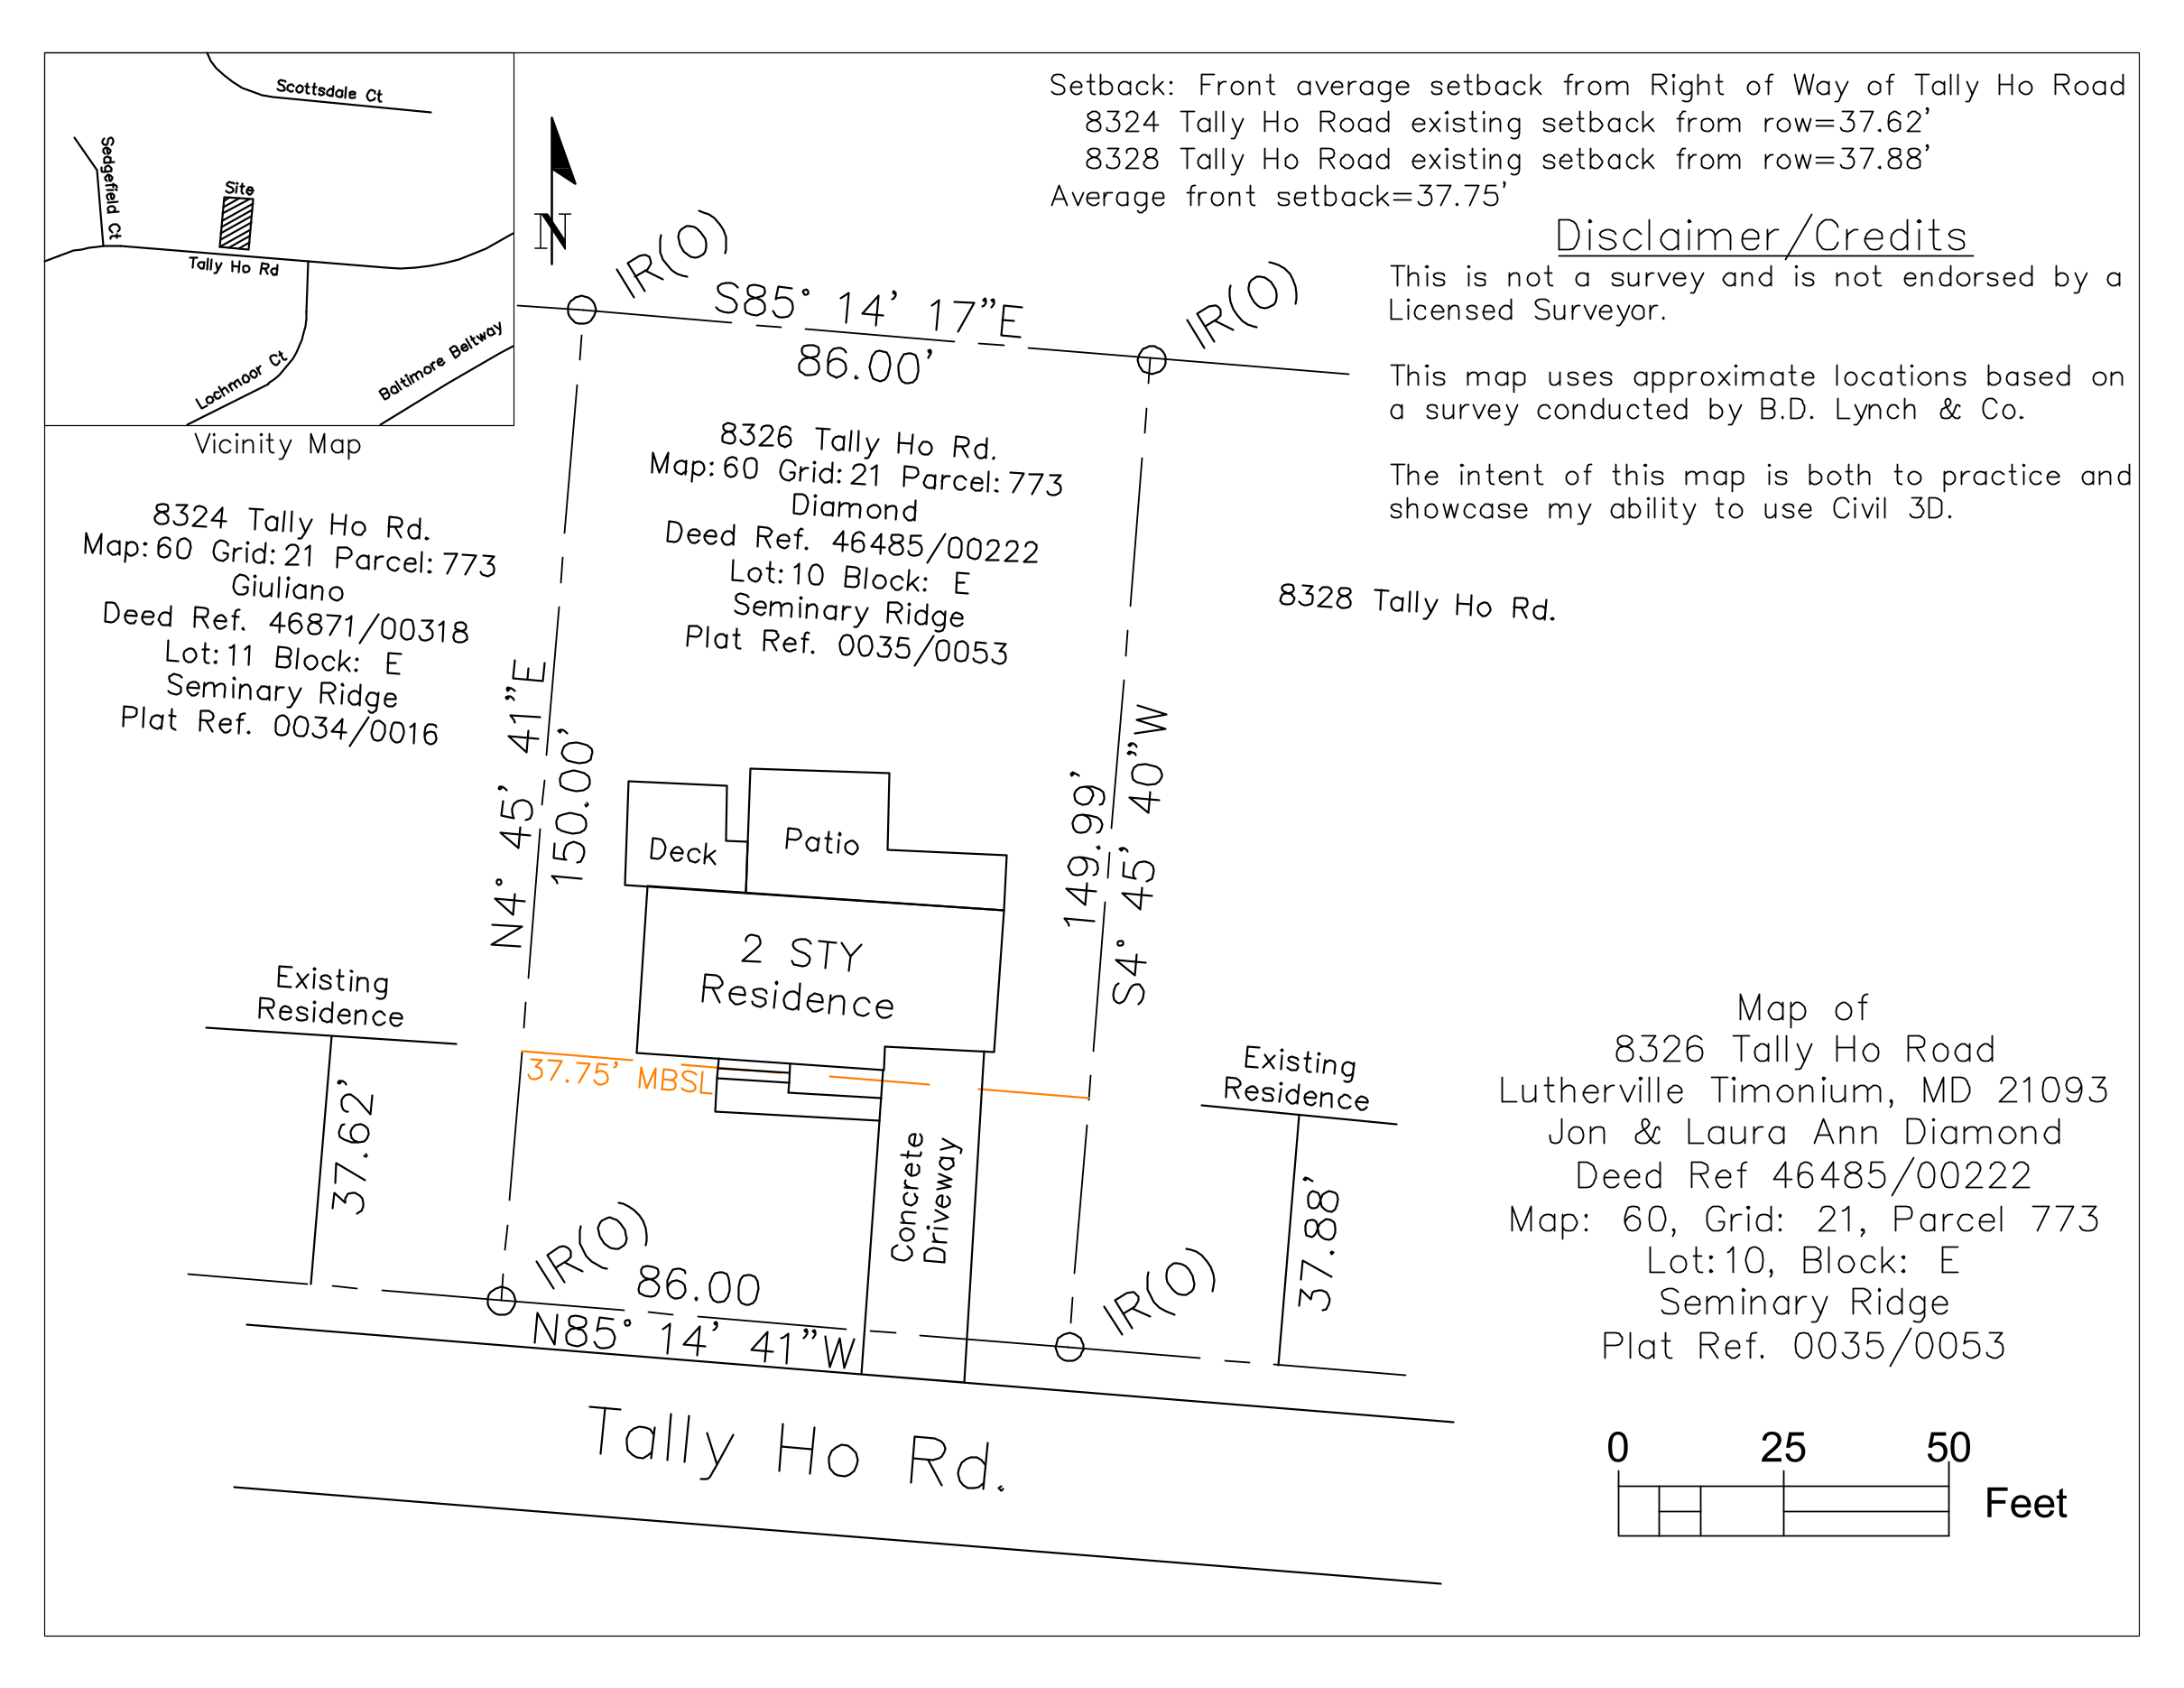 Scottsdale Ct
Sedgefield Ct
Site
Tally Ho Rd
Lochmoor Ct
Baltimore Beltway
Vicinity Map
N
Setback: Front average setback from Right of Way of Tally Ho Road
8324 Tally Ho Road existing setback from row=37.62'
8328 Tally Ho Road existing setback from row=37.88'
Average front setback=37.75'
Disclaimer/Credits
This is not a survey and is not endorsed by a
Licensed Surveyor.
This map uses approximate locations based on
a survey conducted by B.D. Lynch & Co.
The intent of this map is both to practice and
showcase my ability to use Civil 3D.
IR(O)
S85° 14' 17"E
86.00'
IR(O)
8324 Tally Ho Rd.
Map:60 Grid:21 Parcel:773
Giuliano
Deed Ref. 46871/00318
Lot:11 Block: E
Seminary Ridge
Plat Ref. 0034/0016
8326 Tally Ho Rd.
Map:60 Grid:21 Parcel:773
Diamond
Deed Ref. 46485/00222
Lot:10 Block: E
Seminary Ridge
Plat Ref. 0035/0053
8328 Tally Ho Rd.
N4° 45' 41"E
150.00'
149.99'
S4° 45' 40"W
Deck
Patio
2 STY
Residence
Existing
Residence
37.62'
37.75' MBSL
Existing
Residence
37.88'
Concrete
Driveway
IR(O)
86.00
N85° 14' 41"W
IR(O)
Tally Ho Rd.
Map of
8326 Tally Ho Road
Lutherville Timonium, MD 21093
Jon & Laura Ann Diamond
Deed Ref 46485/00222
Map: 60, Grid: 21, Parcel 773
Lot:10, Block: E
Seminary Ridge
Plat Ref. 0035/0053
0 25 50
Feet